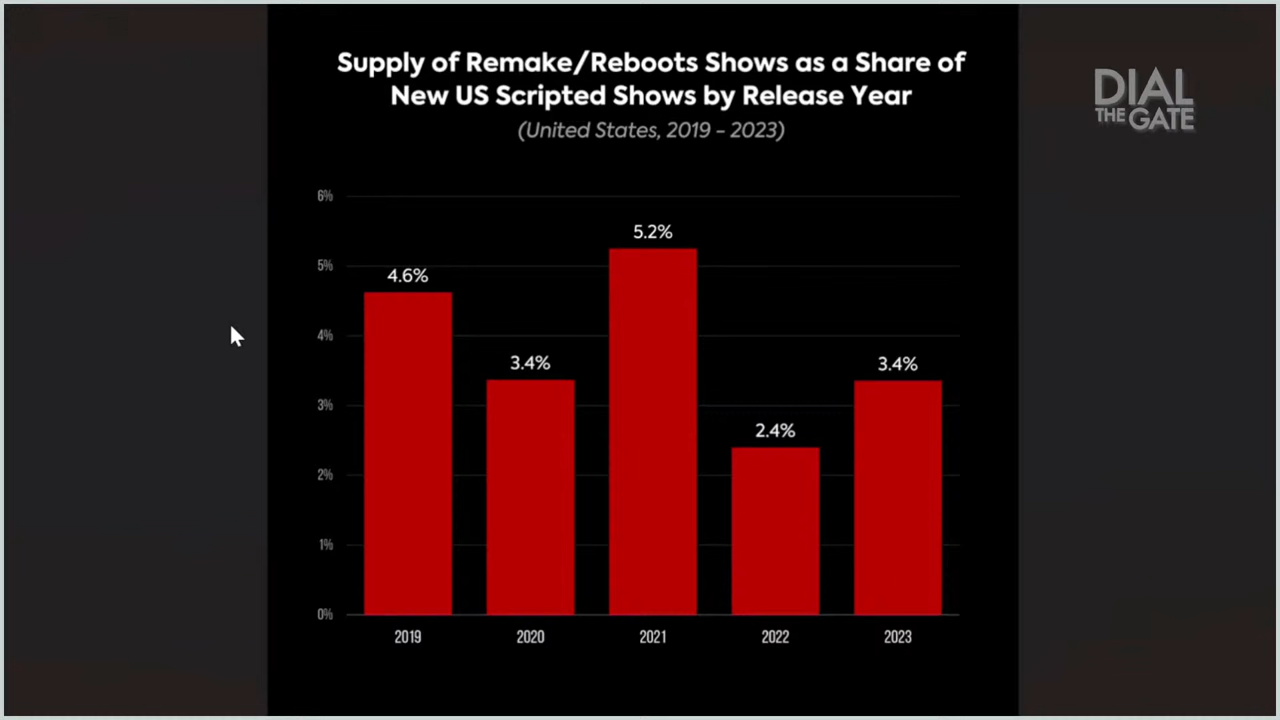 Supply of Remake/Reboots Shows as a Share of
New US Scripted Shows by Release Year
(United States, 2019 - 2023)
DIAL
THE GATE
6%
5.2%
5%
4.6%
4%
3.4%
3.4%
3%
2.4%
2%
1%
0%
2019 2020 2021 2022 2023